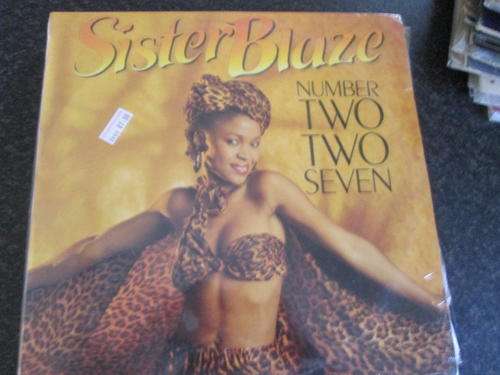 Sister Blaze
NUMBER
TWO
TWO
SEVEN